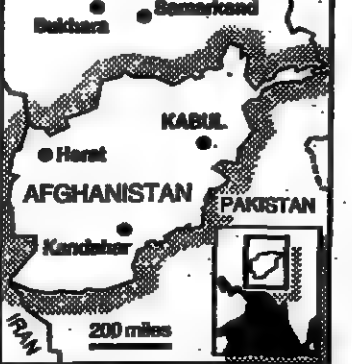 Samarkand
Bukhara
KABUL
Herat
AFGHANISTAN
PAKISTAN
Kandahar
IRAN
200 miles